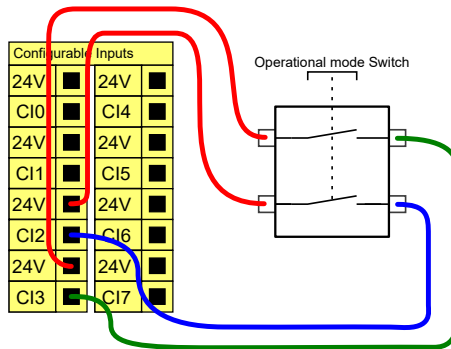 Configurable Inputs
Operational mode Switch
24V 24V
CI0 CI4
24V 24V
CI1 CI5
24V 24V
CI2 CI6
24V 24V
CI3 CI7